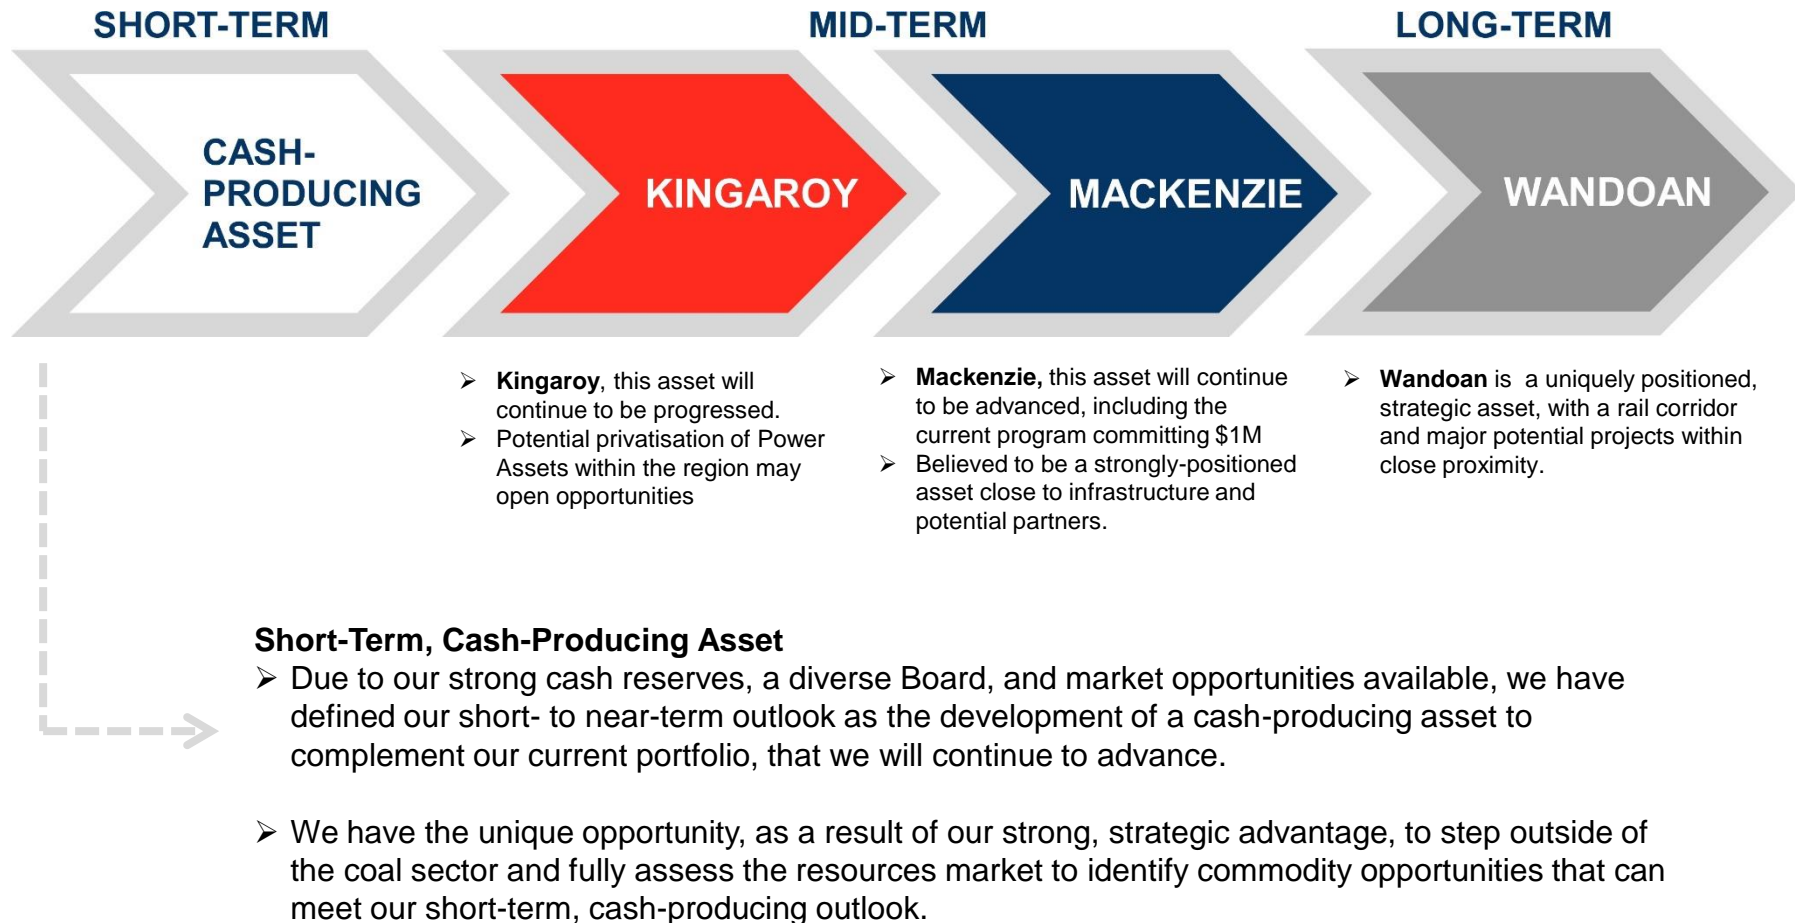 SHORT-TERM
MID-TERM
LONG-TERM
CASH-
PRODUCING
ASSET
KINGAROY
MACKENZIE
WANDOAN
➢ Kingaroy, this asset will
continue to be progressed.
➢ Potential privatisation of Power
Assets within the region may
open opportunities
➢ Mackenzie, this asset will continue
to be advanced, including the
current program committing $1M
➢ Believed to be a strongly-positioned
asset close to infrastructure and
potential partners.
➢ Wandoan is a uniquely positioned,
strategic asset, with a rail corridor
and major potential projects within
close proximity.
Short-Term, Cash-Producing Asset
➢ Due to our strong cash reserves, a diverse Board, and market opportunities available, we have
defined our short- to near-term outlook as the development of a cash-producing asset to
complement our current portfolio, that we will continue to advance.
➢ We have the unique opportunity, as a result of our strong, strategic advantage, to step outside of
the coal sector and fully assess the resources market to identify commodity opportunities that can
meet our short-term, cash-producing outlook.